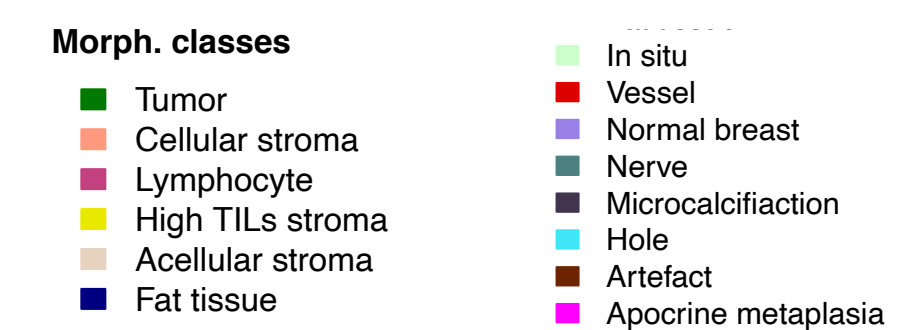 Morph. classes
Tumor
Cellular stroma
Lymphocyte
High TILs stroma
Acellular stroma
Fat tissue
In situ
Vessel
Normal breast
Nerve
Microcalcifiaction
Hole
Artefact
Apocrine metaplasia